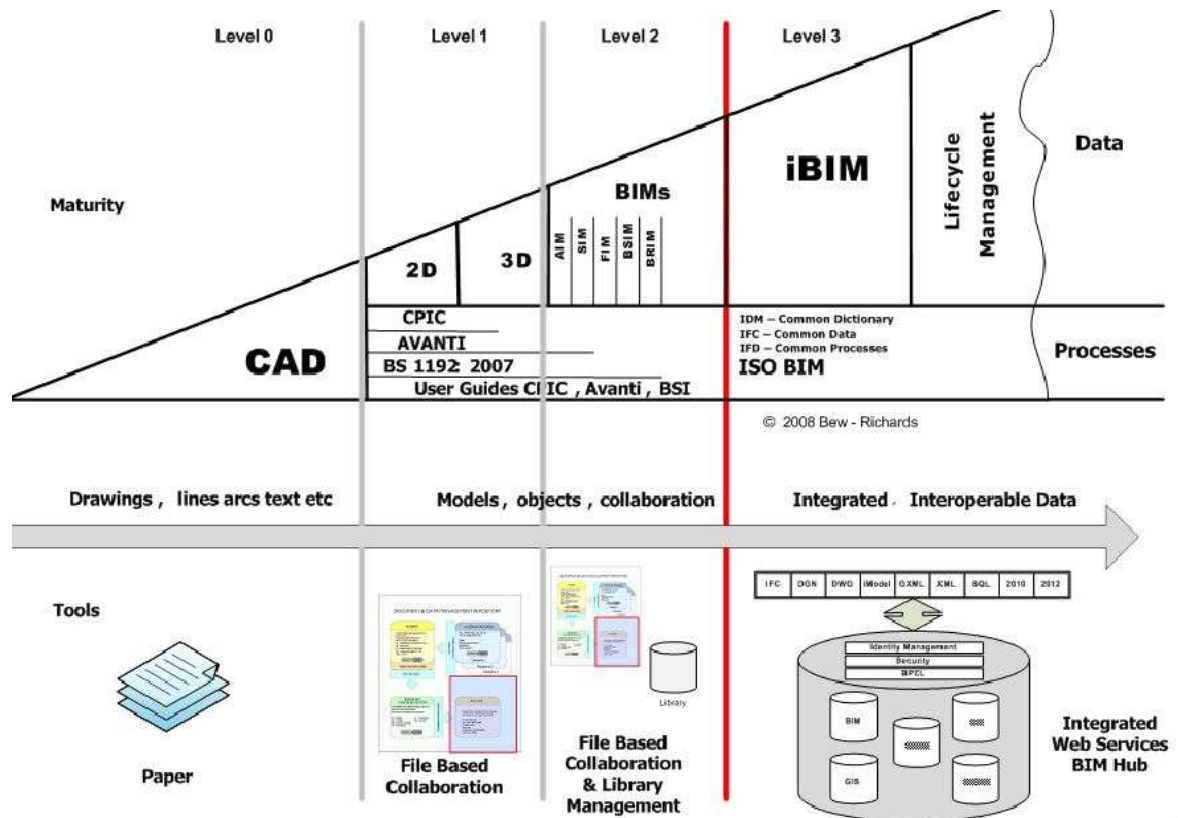 Level 0
Level 1
Level 2
Level 3
Maturity
CAD
2D
3D
BIMs
AIM
SIM
FIM
BSIM
BRIM
iBIM
Lifecycle
Management
Data
CPIC
AVANTI
BS 1192: 2007
User Guides CPIC , Avanti , BSI
IDM – Common Dictionary
IFC – Common Data
IFD – Common Processes
ISO BIM
Processes
© 2008 Bew - Richards
Drawings , lines arcs text etc
Models , objects , collaboration
Integrated , Interoperable Data
Tools
Paper
File Based
Collaboration
File Based
Collaboration
& Library
Management
Library
IFC DGN DWG iModel GXML XML SQL 2010 2012
Identity Management
Security
BPEL
BIM
GIS
Integrated
Web Services
BIM Hub